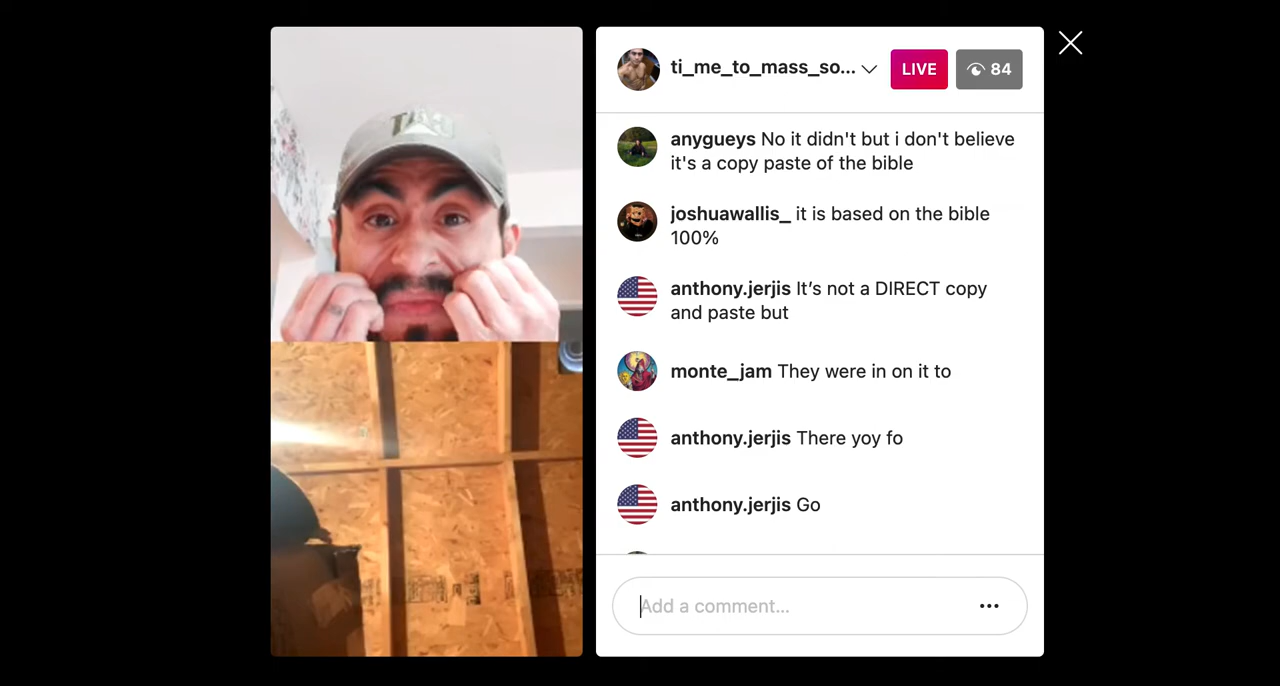 ti_me_to_mass_so...
LIVE
84
anygueys No it didn't but i don't believe
it's a copy paste of the bible
joshuawallis_ it is based on the bible
100%
anthony.jerjis It’s not a DIRECT copy
and paste but
monte_jam They were in on it to
anthony.jerjis There yoy fo
anthony.jerjis Go
Add a comment...